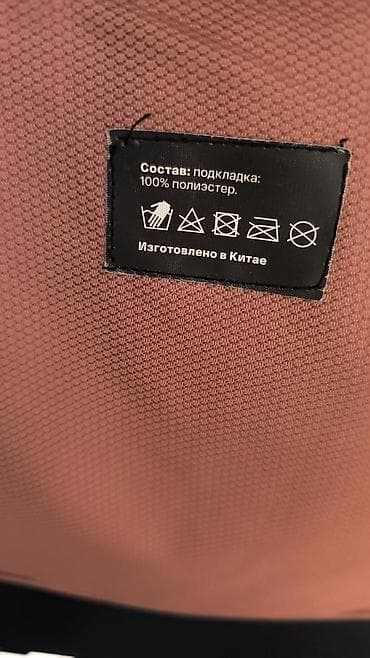 Состав: подкладка:
100% полиэстер.
Изготовлено в Китае